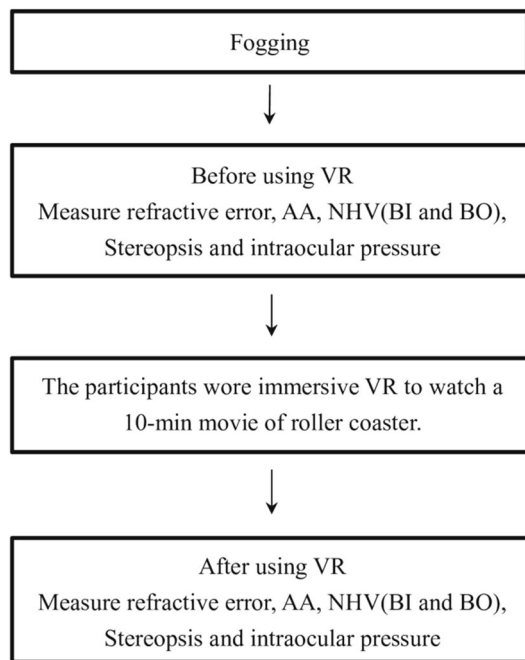 Fogging
Before using VR
Measure refractive error, AA, NHV(BI and BO),
Stereopsis and intraocular pressure
The participants wore immersive VR to watch a
10-min movie of roller coaster.
After using VR
Measure refractive error, AA, NHV(BI and BO),
Stereopsis and intraocular pressure